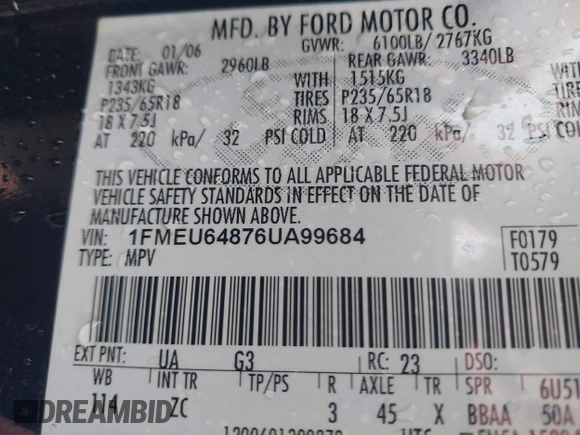 MFD. BY FORD MOTOR CO.
DATE: 01/06 GVWR: 6100LB/ 2767KG
FRONT GAWR: 2960LB REAR GAWR: 3340LB
1343KG WITH 1515KG WITH
P235/65R18 TIRES P235/65R18 TIRES
18 X 7.5J RIMS 18 X 7.5J
AT 220 kPa/ 32 PSI COLD AT 220 kPa/ 32 PSI
THIS VEHICLE CONFORMS TO ALL APPLICABLE FEDERAL MOTOR
VEHICLE SAFETY STANDARDS IN EFFECT ON THE DATE OF
MANUFACTURE SHOWN ABOVE.
VIN: 1FMEU64876UA99684 F0179
TYPE: MPV T0579
EXT PNT: UA G3 RC: 23 DSO:
WB INT TR TP/PS R AXLE TR SPR 6U51
114 ZC 3 45 X BBAA 50A
DREAMBID